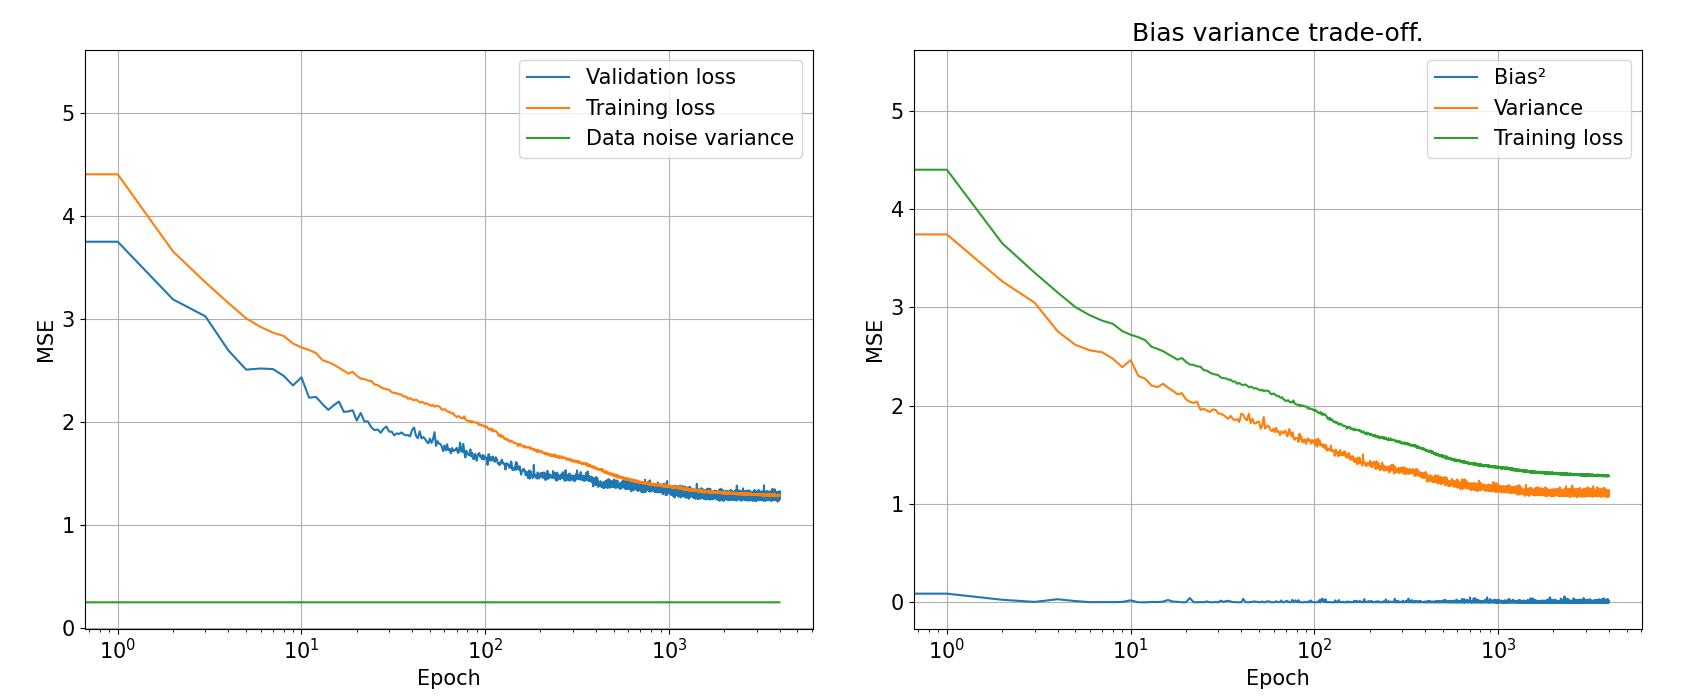 Validation loss
Training loss
Data noise variance
5
4
3
2
1
0
MSE
10⁰ 10¹ 10² 10³
Epoch
Bias variance trade-off.
Bias²
Variance
Training loss
5
4
3
2
1
0
MSE
10⁰ 10¹ 10² 10³
Epoch